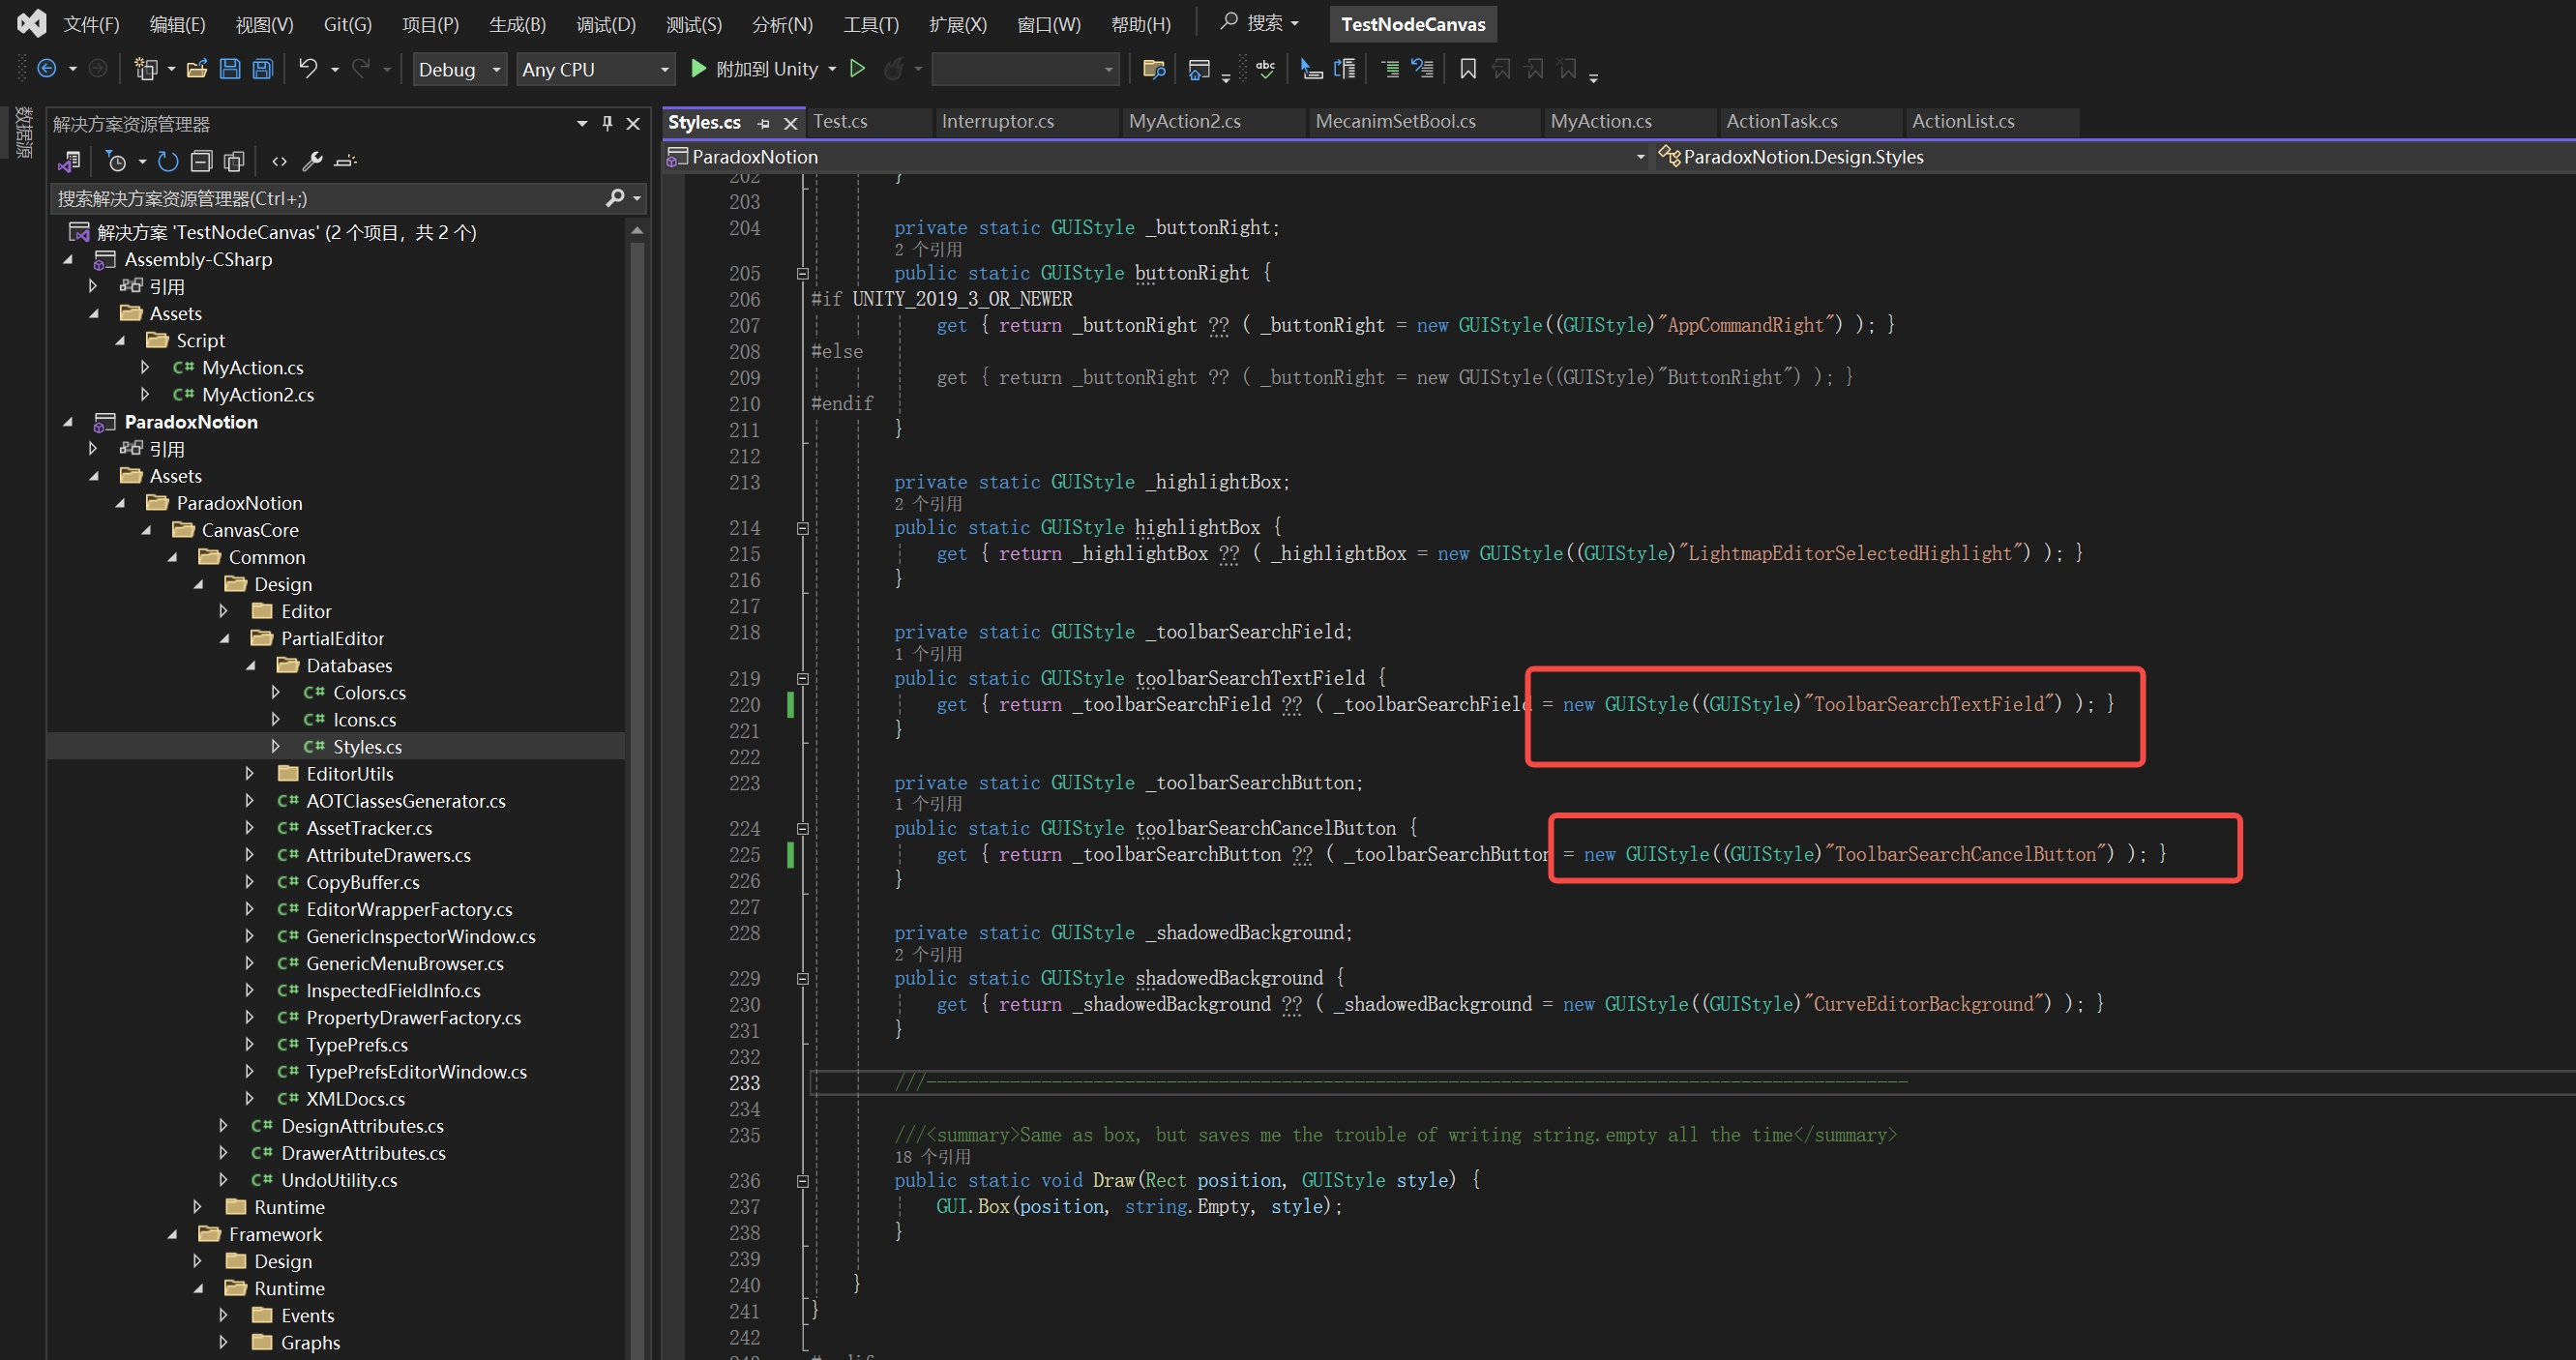 文件(F) 编辑(E) 视图(V) Git(G) 项目(P) 生成(B) 调试(D) 测试(S) 分析(N) 工具(T) 扩展(X) 窗口(W) 帮助(H) 搜索 TestNodeCanvas
Debug Any CPU 附加到 Unity
数据源
解决方案资源管理器
搜索解决方案资源管理器(Ctrl+;)
解决方案 'TestNodeCanvas' (2 个项目，共 2 个)
Assembly-CSharp
引用
Assets
Script
C# MyAction.cs
C# MyAction2.cs
ParadoxNotion
引用
Assets
ParadoxNotion
CanvasCore
Common
Design
Editor
PartialEditor
Databases
C# Colors.cs
C# Icons.cs
C# Styles.cs
EditorUtils
C# AOTClassesGenerator.cs
C# AssetTracker.cs
C# AttributeDrawers.cs
C# CopyBuffer.cs
C# EditorWrapperFactory.cs
C# GenericInspectorWindow.cs
C# GenericMenuBrowser.cs
C# InspectedFieldInfo.cs
C# PropertyDrawerFactory.cs
C# TypePrefs.cs
C# TypePrefsEditorWindow.cs
C# XMLDocs.cs
C# DesignAttributes.cs
C# DrawerAttributes.cs
C# UndoUtility.cs
Runtime
Framework
Design
Runtime
Events
Graphs
Styles.cs Test.cs Interruptor.cs MyAction2.cs MecanimSetBool.cs MyAction.cs ActionTask.cs ActionList.cs
ParadoxNotion ParadoxNotion.Design.Styles
202 }
203
204 private static GUIStyle _buttonRight;
2 个引用
205 public static GUIStyle buttonRight {
206 #if UNITY_2019_3_OR_NEWER
207 get { return _buttonRight ?? ( _buttonRight = new GUIStyle((GUIStyle)"AppCommandRight") ); }
208 #else
209 get { return _buttonRight ?? ( _buttonRight = new GUIStyle((GUIStyle)"ButtonRight") ); }
210 #endif
211 }
212
213 private static GUIStyle _highlightBox;
2 个引用
214 public static GUIStyle highlightBox {
215 get { return _highlightBox ?? ( _highlightBox = new GUIStyle((GUIStyle)"LightmapEditorSelectedHighlight") ); }
216 }
217
218 private static GUIStyle _toolbarSearchField;
1 个引用
219 public static GUIStyle toolbarSearchTextField {
220 get { return _toolbarSearchField ?? ( _toolbarSearchField = new GUIStyle((GUIStyle)"ToolbarSearchTextField") ); }
221 }
222
223 private static GUIStyle _toolbarSearchButton;
1 个引用
224 public static GUIStyle toolbarSearchCancelButton {
225 get { return _toolbarSearchButton ?? ( _toolbarSearchButton = new GUIStyle((GUIStyle)"ToolbarSearchCancelButton") ); }
226 }
227
228 private static GUIStyle _shadowedBackground;
2 个引用
229 public static GUIStyle shadowedBackground {
230 get { return _shadowedBackground ?? ( _shadowedBackground = new GUIStyle((GUIStyle)"CurveEditorBackground") ); }
231 }
232
233 ///----------------------------------------------------------------------------------------------
234
235 ///<summary>Same as box, but saves me the trouble of writing string.empty all the time</summary>
18 个引用
236 public static void Draw(Rect position, GUIStyle style) {
237 GUI.Box(position, string.Empty, style);
238 }
239
240 }
241 }
242